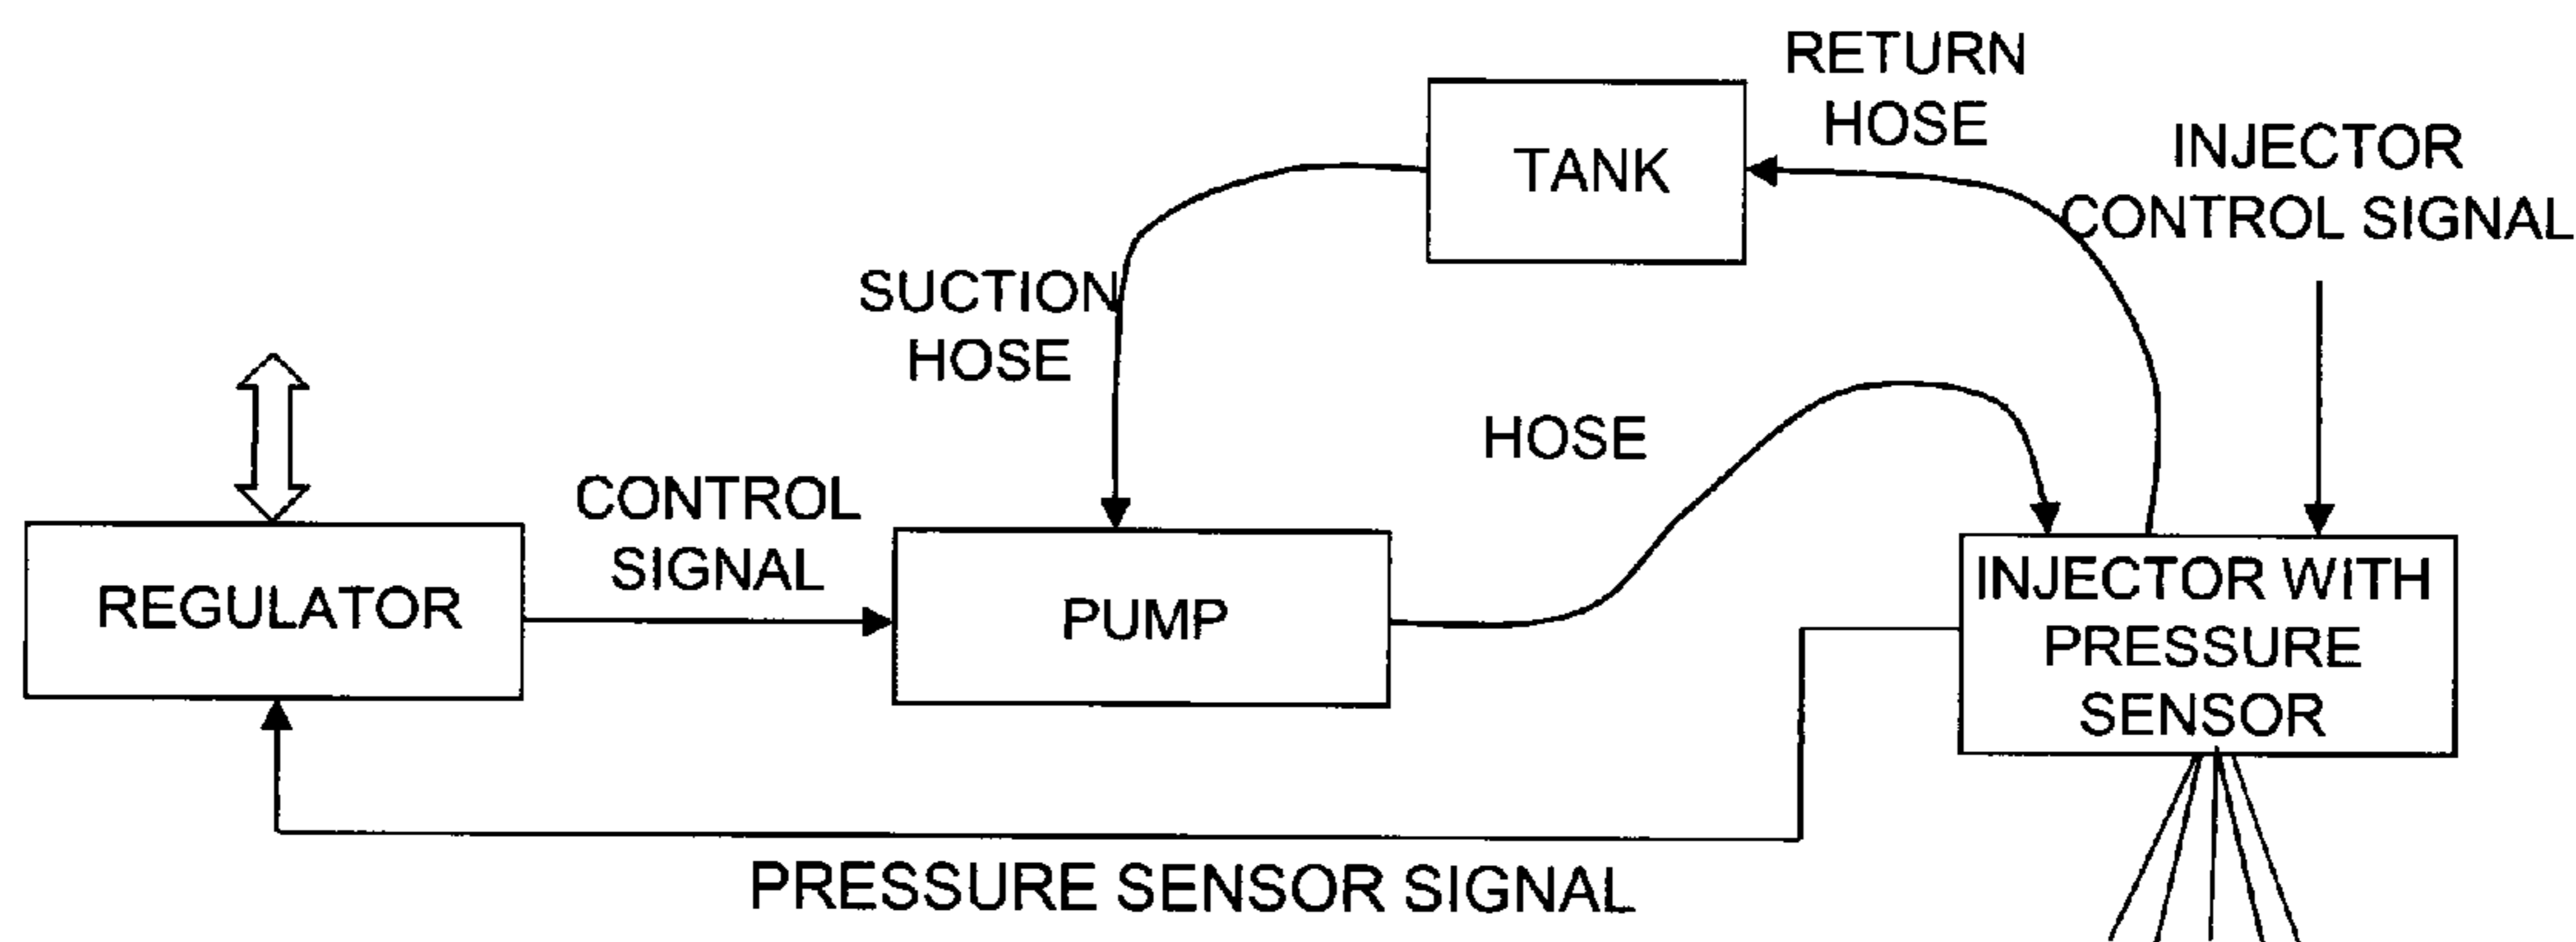 RETURN
HOSE
TANK
INJECTOR
CONTROL SIGNAL
SUCTION
HOSE
HOSE
CONTROL
SIGNAL
REGULATOR
PUMP
INJECTOR WITH
PRESSURE
SENSOR
PRESSURE SENSOR SIGNAL